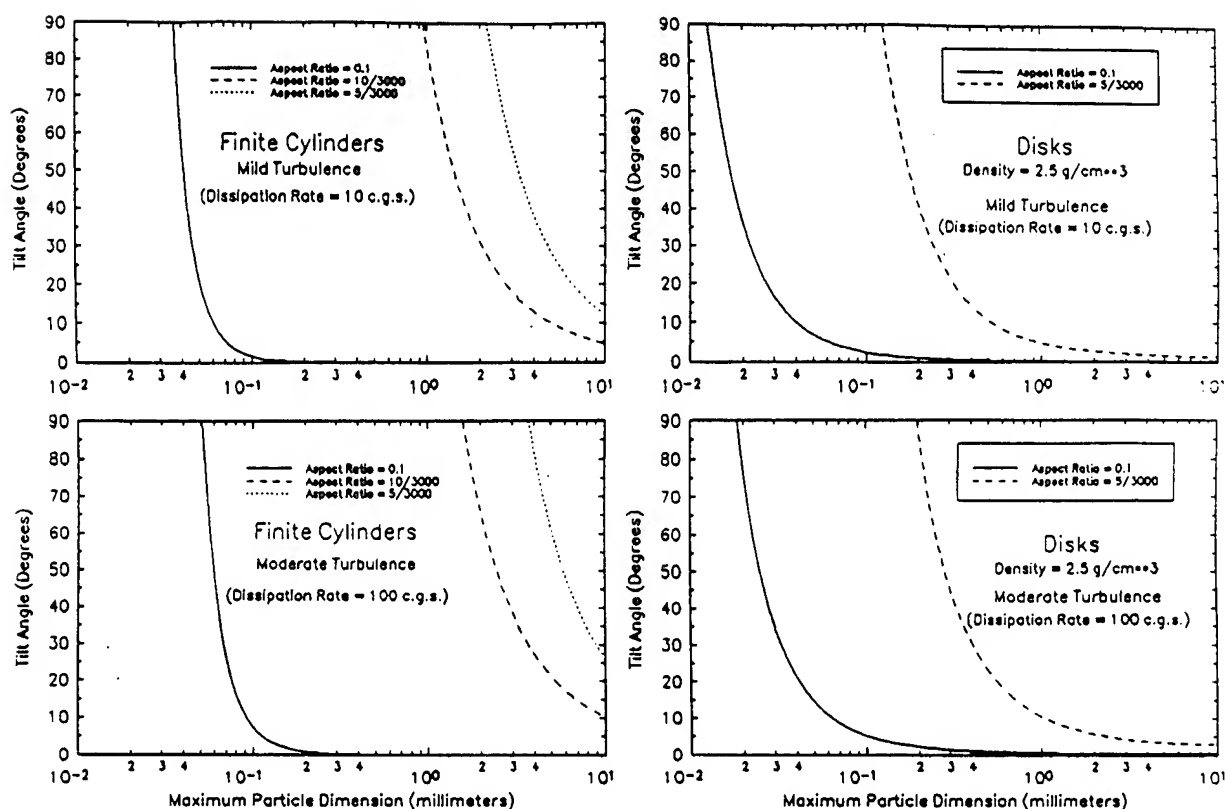 Tilt Angle (Degrees)
90
80
70
60
50
40
30
20
10
0
Aspect Ratio = 0.1
Aspect Ratio = 10/3000
Aspect Ratio = 5/3000
Finite Cylinders
Mild Turbulence
(Dissipation Rate = 10 c.g.s.)
10-2 2 3 4 10-1 2 3 4 100 2 3 4 101
Tilt Angle (Degrees)
90
80
70
60
50
40
30
20
10
0
Aspect Ratio = 0.1
Aspect Ratio = 5/3000
Disks
Density = 2.5 g/cm**3
Mild Turbulence
(Dissipation Rate = 10 c.g.s.)
10-2 2 3 4 10-1 2 3 4 100 2 3 4 101
Tilt Angle (Degrees)
90
80
70
60
50
40
30
20
10
0
Aspect Ratio = 0.1
Aspect Ratio = 10/3000
Aspect Ratio = 5/3000
Finite Cylinders
Moderate Turbulence
(Dissipation Rate = 100 c.g.s.)
10-2 2 3 4 10-1 2 3 4 100 2 3 4 101
Maximum Particle Dimension (millimeters)
Tilt Angle (Degrees)
90
80
70
60
50
40
30
20
10
0
Aspect Ratio = 0.1
Aspect Ratio = 5/3000
Disks
Density = 2.5 g/cm**3
Moderate Turbulence
(Dissipation Rate = 100 c.g.s.)
10-2 2 3 4 10-1 2 3 4 100 2 3 4 101
Maximum Particle Dimension (millimeters)